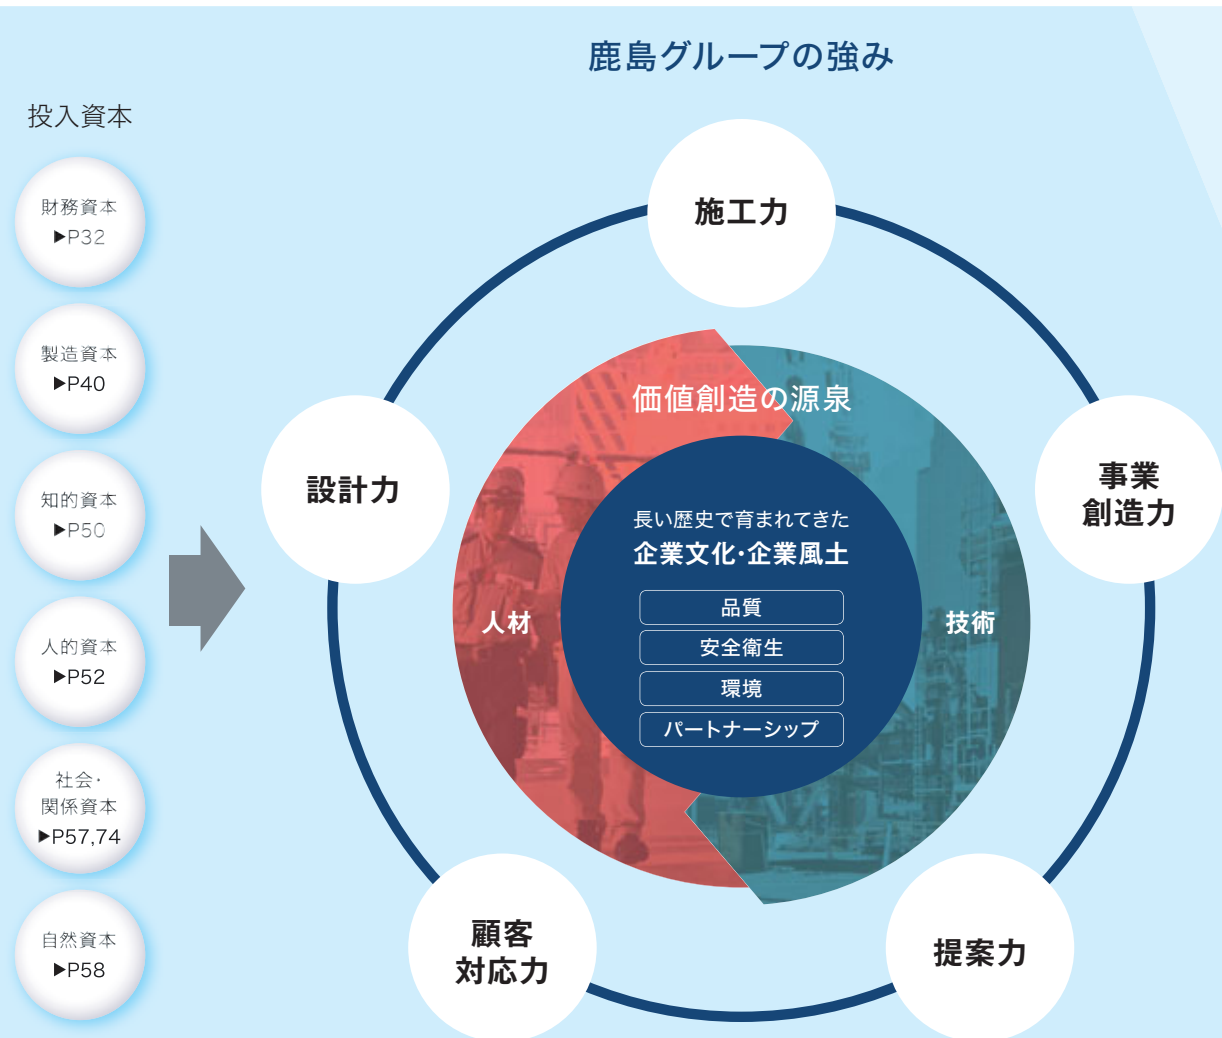 鹿島グループの強み
投入資本
財務資本
▶P32
製造資本
▶P40
知的資本
▶P50
人的資本
▶P52
社会・
関係資本
▶P57,74
自然資本
▶P58
施工力
設計力
事業
創造力
顧客
対応力
提案力
価値創造の源泉
人材
技術
長い歴史で育まれてきた
企業文化・企業風土
品質
安全衛生
環境
パートナーシップ